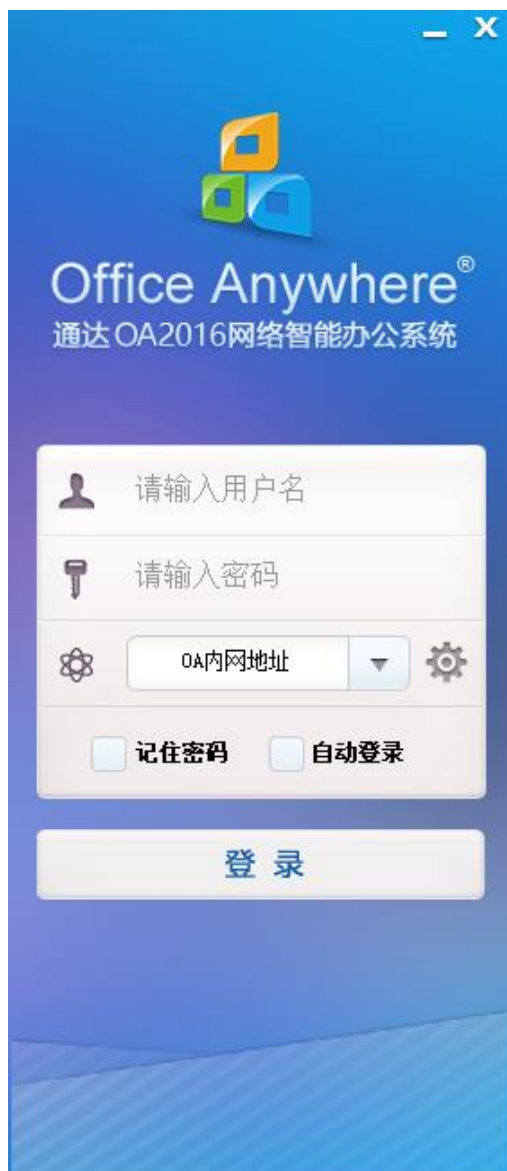 Office Anywhere®
通达OA2016网络智能办公系统
请输入用户名
请输入密码
OA内网地址
记住密码 自动登录
登录